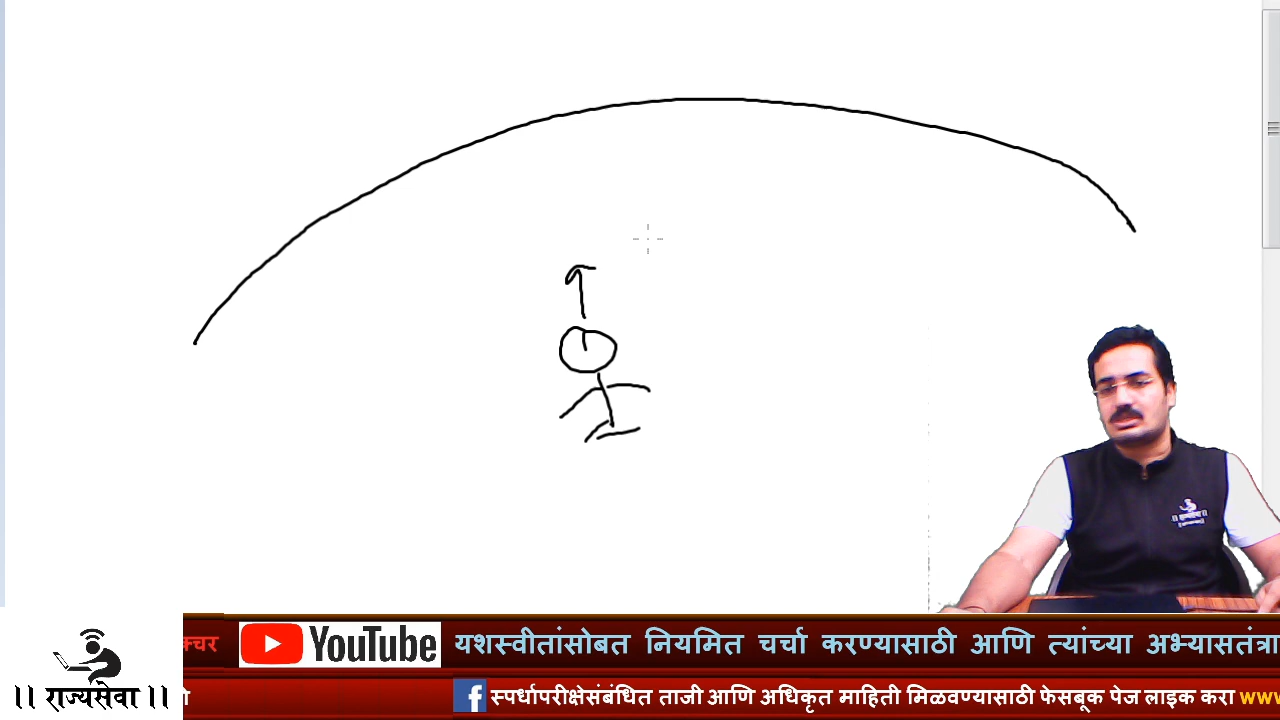 क्चर YouTube यशस्वीतांसोबत नियमित चर्चा करण्यासाठी आणि त्यांच्या अभ्यासतंत्रा
|| राज्यसेवा ||
f स्पर्धापरीक्षेसंबंधित ताजी आणि अधिकृत माहिती मिळवण्यासाठी फेसबूक पेज लाइक करा www